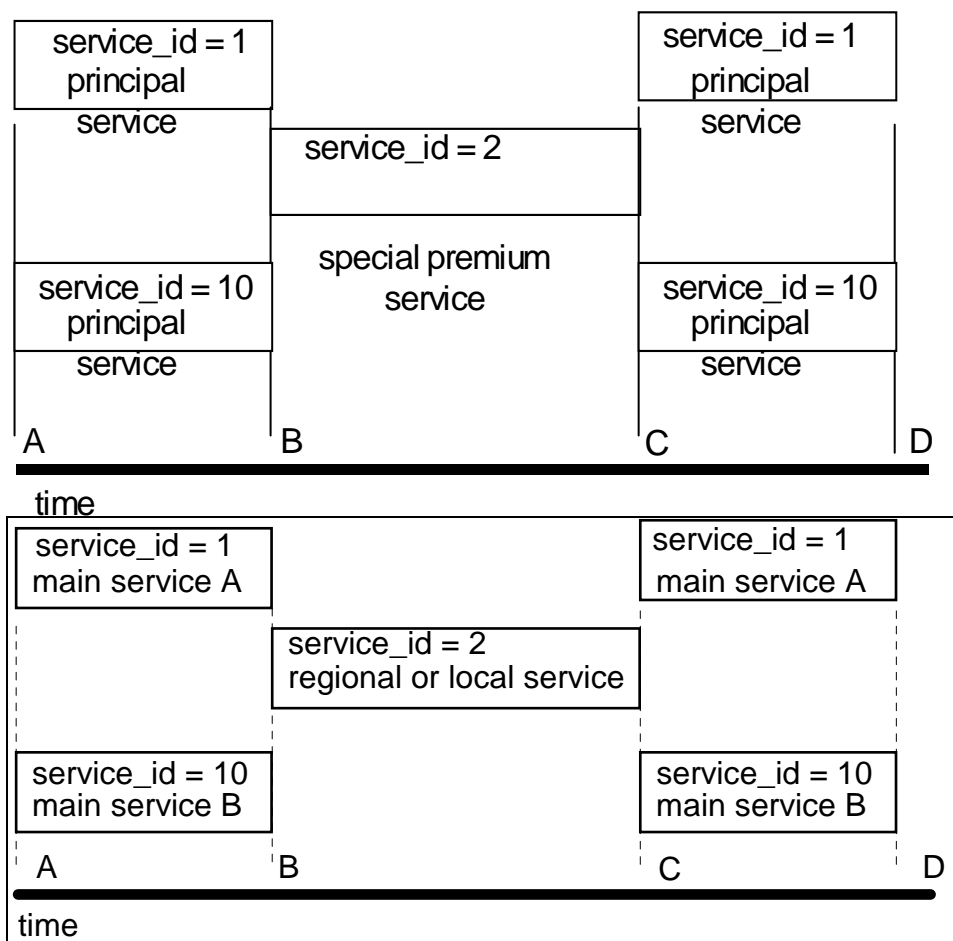 service_id = 1
principal
service
service_id = 1
principal
service
service_id = 2
special premium
service
service_id = 10
principal
service
service_id = 10
principal
service
A
B
C
D
time
service_id = 1
main service A
service_id = 1
main service A
service_id = 2
regional or local service
service_id = 10
main service B
service_id = 10
main service B
A
B
C
D
time